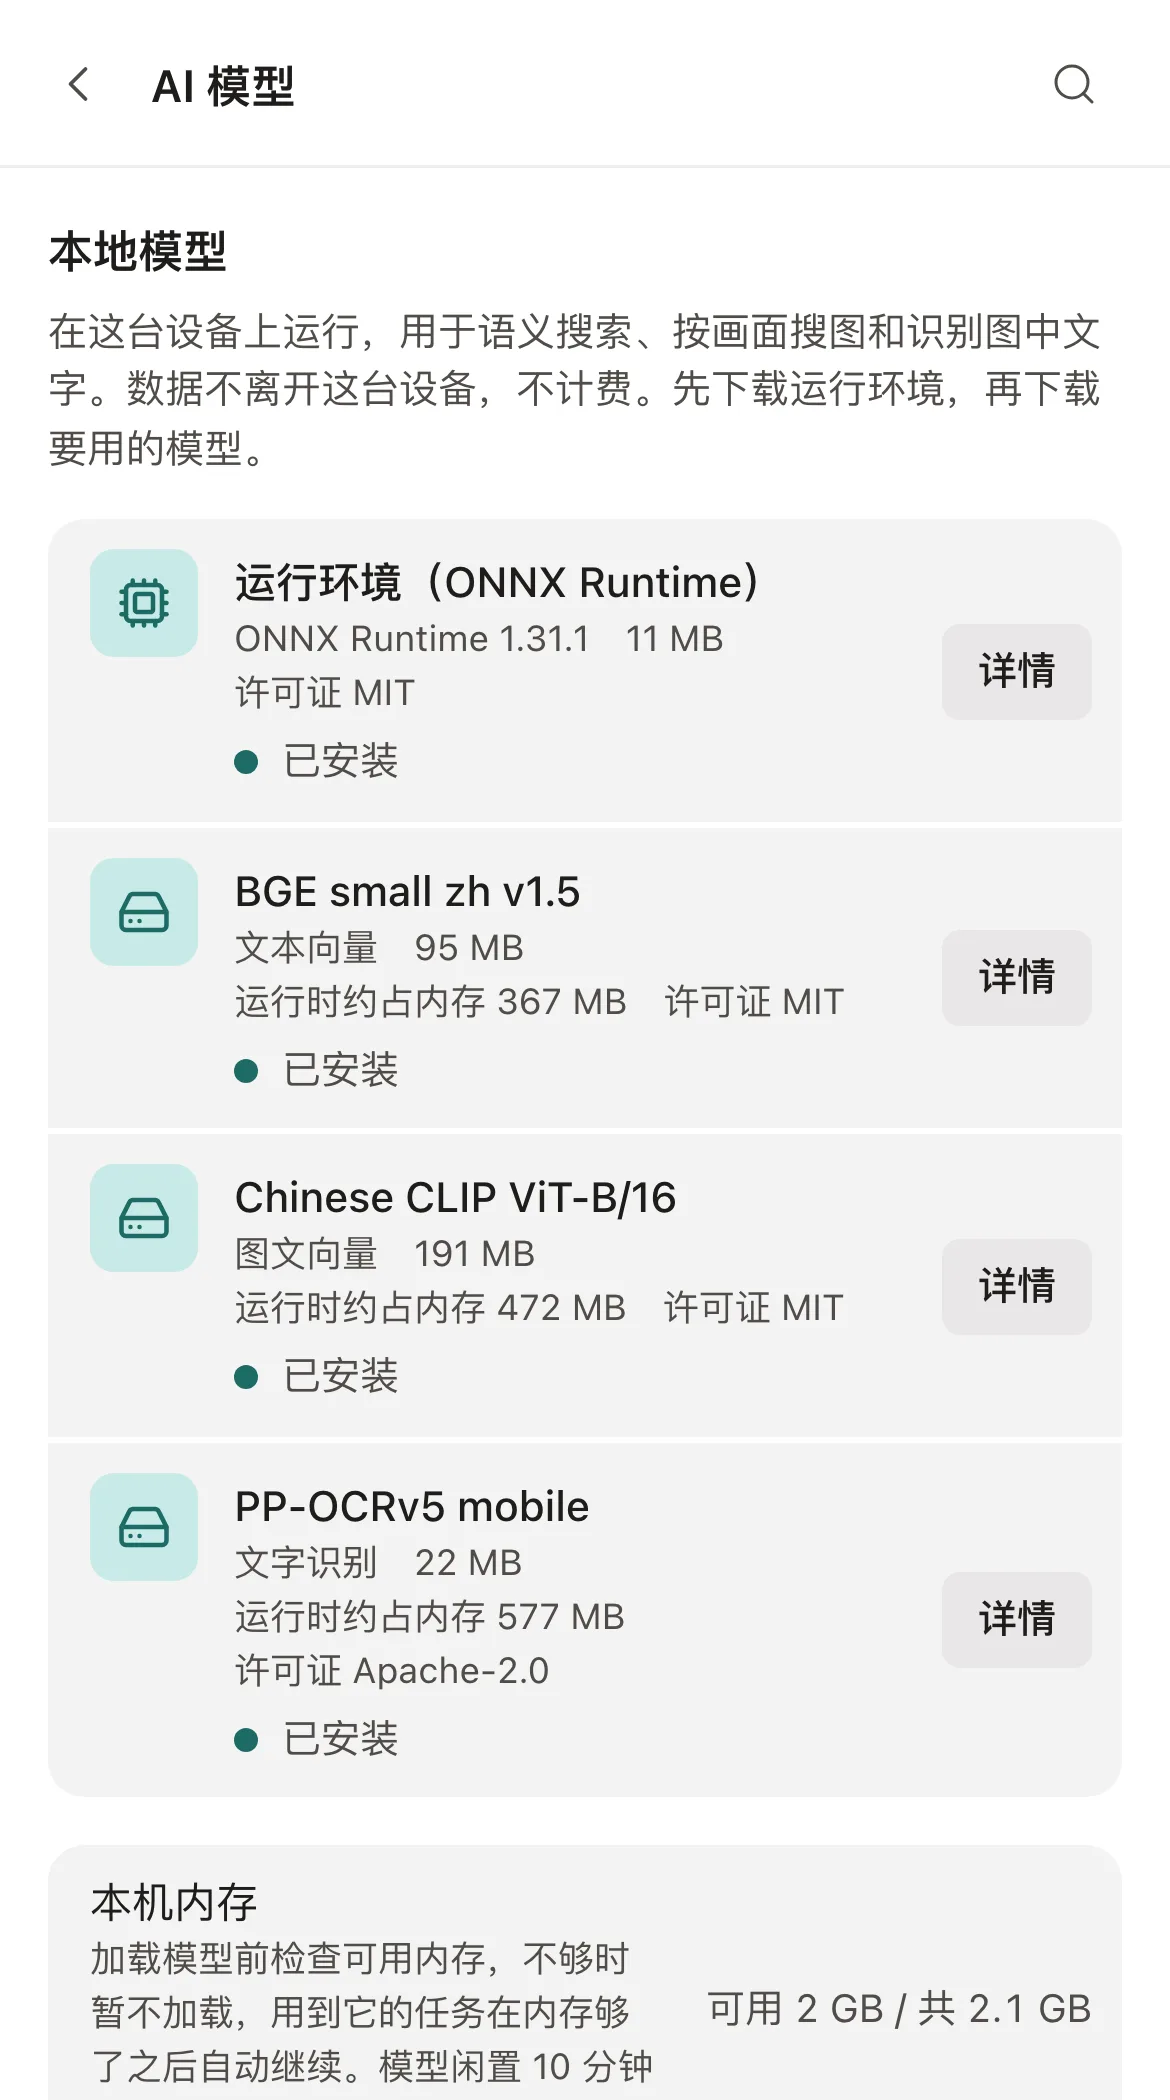 AI 模型
本地模型
在这台设备上运行，用于语义搜索、按画面搜图和识别图中文
字。数据不离开这台设备，不计费。先下载运行环境，再下载
要用的模型。
运行环境（ONNX Runtime）
ONNX Runtime 1.31.1 11 MB
许可证 MIT
详情
已安装
BGE small zh v1.5
文本向量 95 MB
运行时约占内存 367 MB 许可证 MIT
详情
已安装
Chinese CLIP ViT-B/16
图文向量 191 MB
运行时约占内存 472 MB 许可证 MIT
详情
已安装
PP-OCRv5 mobile
文字识别 22 MB
运行时约占内存 577 MB
许可证 Apache-2.0
详情
已安装
本机内存
加载模型前检查可用内存，不够时
暂不加载，用到它的任务在内存够
了之后自动继续。模型闲置 10 分钟
可用 2 GB / 共 2.1 GB